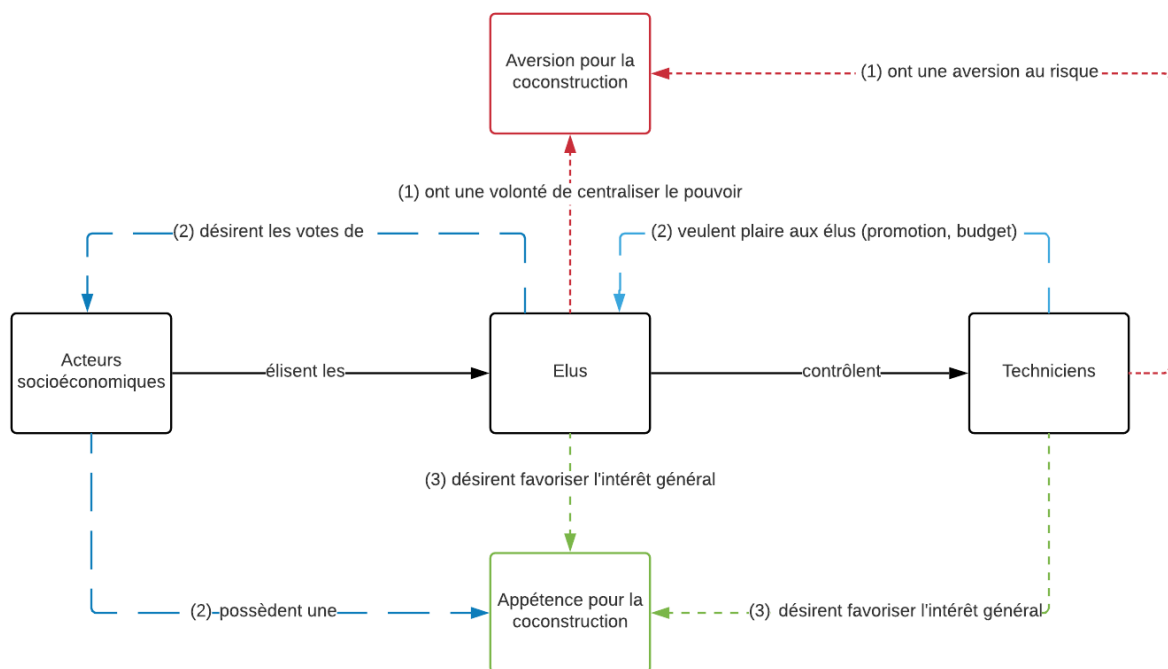 Aversion pour la
coconstruction
(1) ont une aversion au risque
(1) ont une volonté de centraliser le pouvoir
(2) désirent les votes de
(2) veulent plaire aux élus (promotion, budget)
Acteurs
socioéconomiques
élisent les
Elus
contrôlent
Techniciens
(3) désirent favoriser l'intérêt général
Appétence pour la
coconstruction
(2) possèdent une
(3) désirent favoriser l'intérêt général